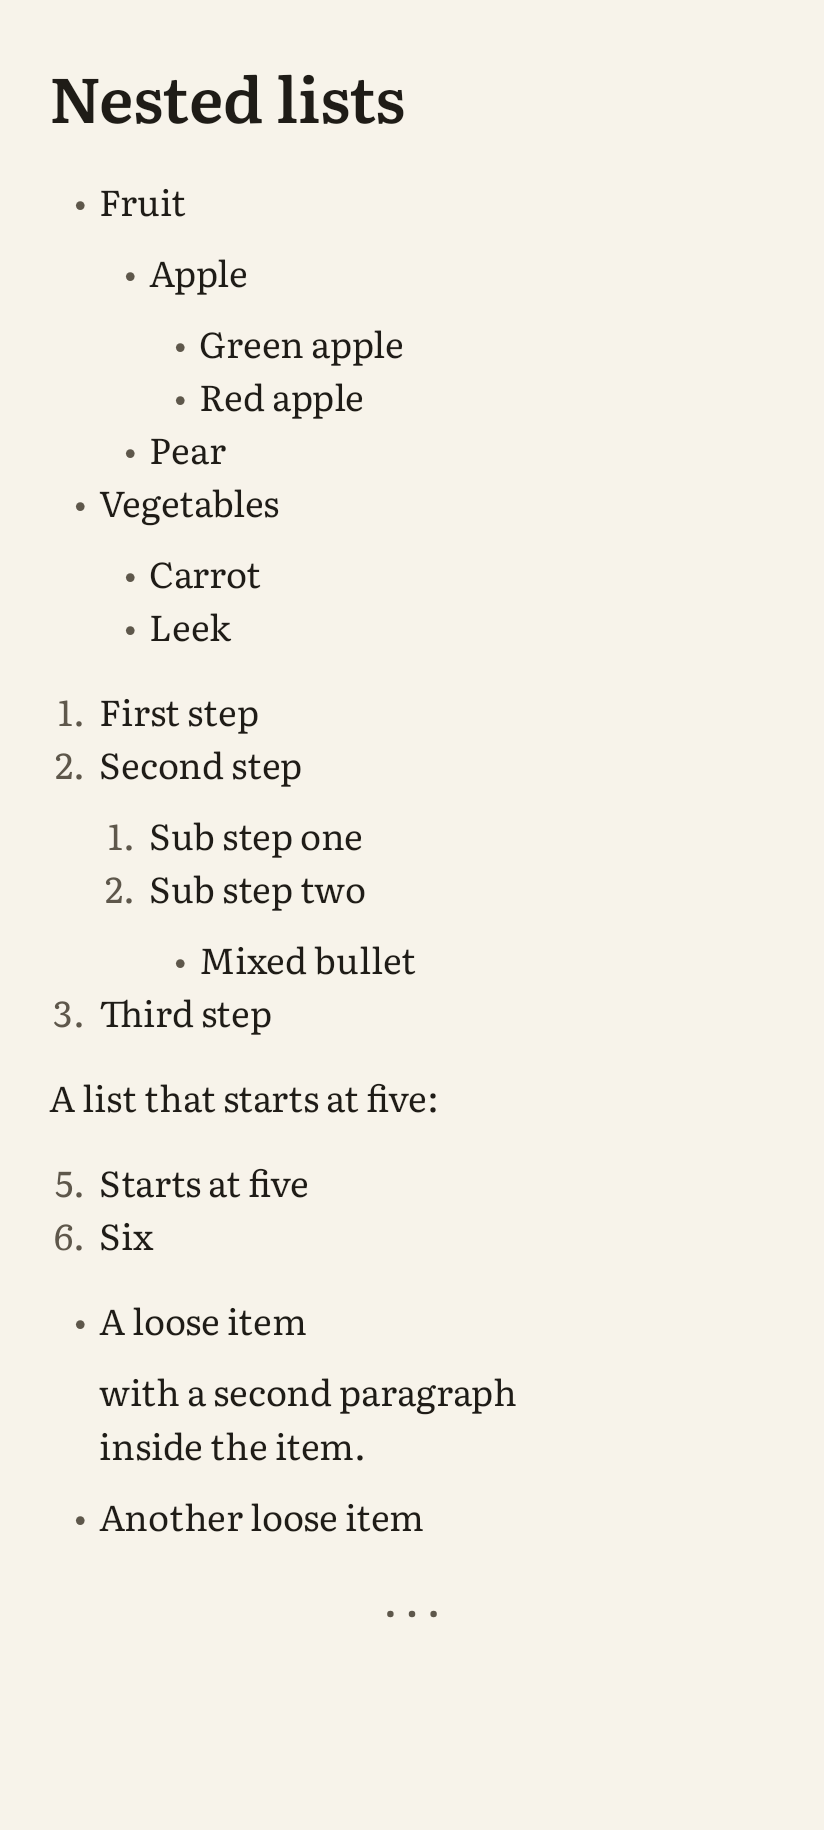 Nested lists
• Fruit
• Apple
• Green apple
• Red apple
• Pear
• Vegetables
• Carrot
• Leek
1. First step
2. Second step
1. Sub step one
2. Sub step two
• Mixed bullet
3. Third step
A list that starts at five:
5. Starts at five
6. Six
• A loose item
with a second paragraph
inside the item.
• Another loose item
• • •